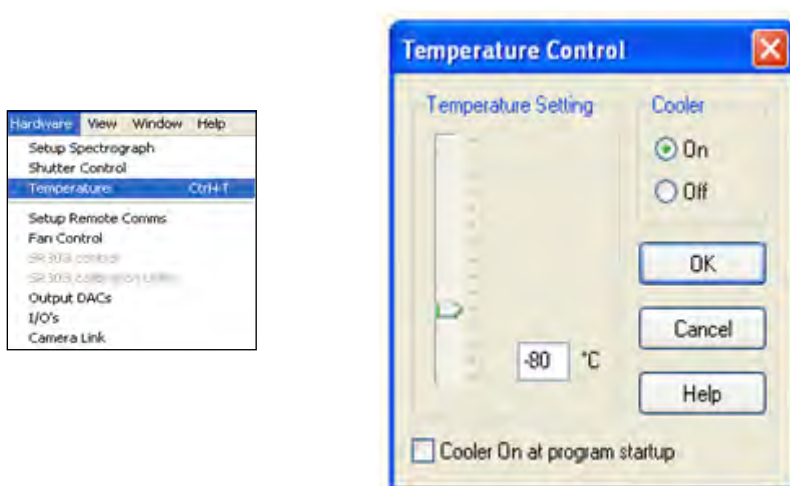 Hardware View Window Help
Setup Spectrograph
Shutter Control
Temperature Ctrl+T
Setup Remote Comms
Fan Control
Output DACs
I/O's
Camera Link
Temperature Control
Temperature Setting
Cooler
On
Off
OK
Cancel
-80 °C
Help
Cooler On at program startup